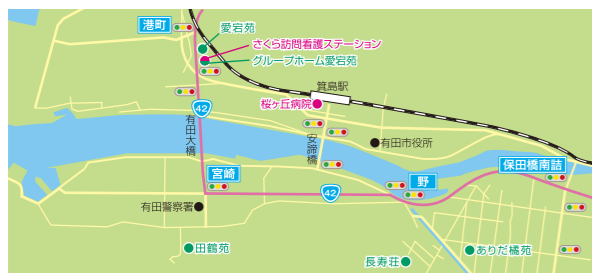 港町
愛宕苑
さくら訪問看護ステーション
グループホーム愛宕苑
箕島駅
桜ヶ丘病院
42
有田大橋
安諦橋
有田市役所
保田橋南詰
宮崎
野
42
有田警察署
田鶴苑
長寿荘
ありだ橘苑